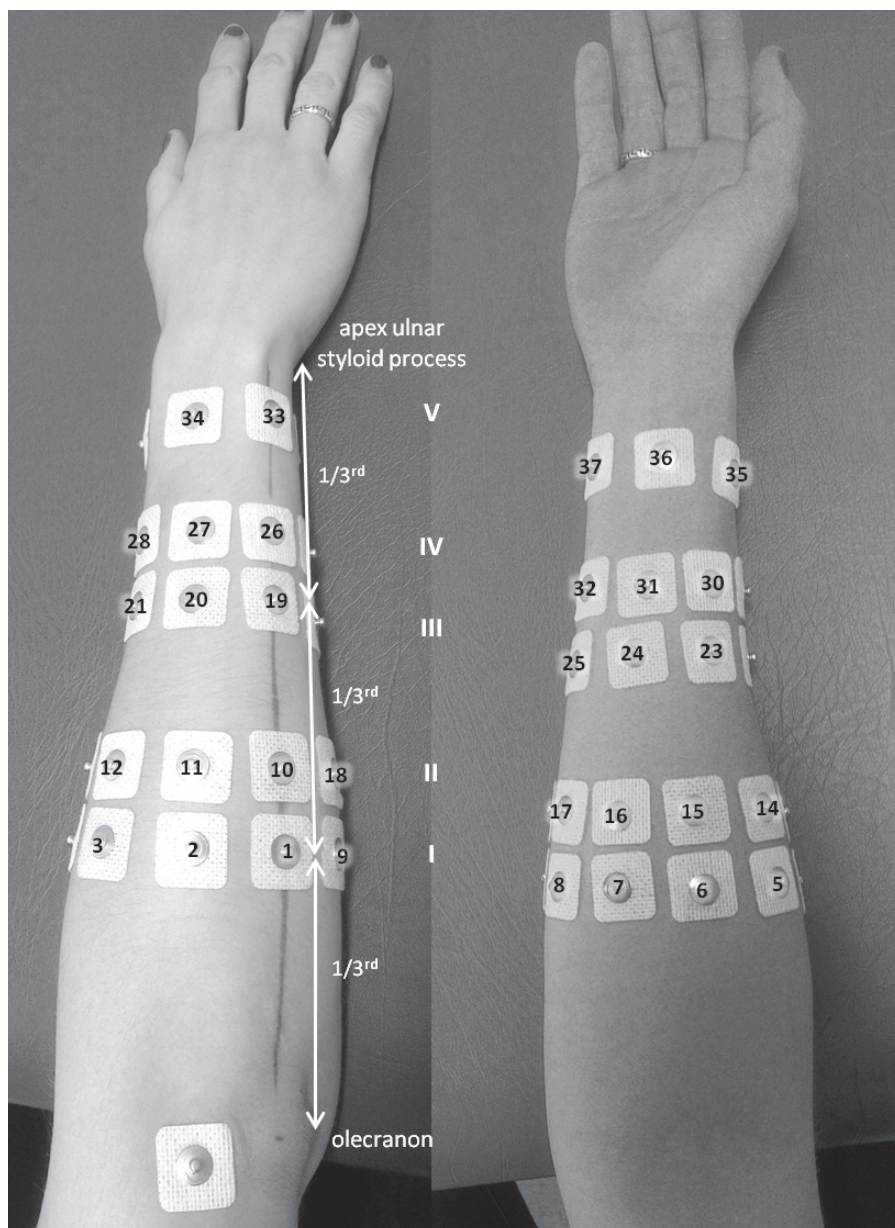 apex ulnar
styloid process
34 33 V 36
37 35
1/3rd
27 26
28 IV
32 31 30
21 20 19
III
25 24 23
1/3rd
12 11 10 18 II
17 16 15 14
3 2 1 9 I
8 7 6 5
1/3rd
olecranon